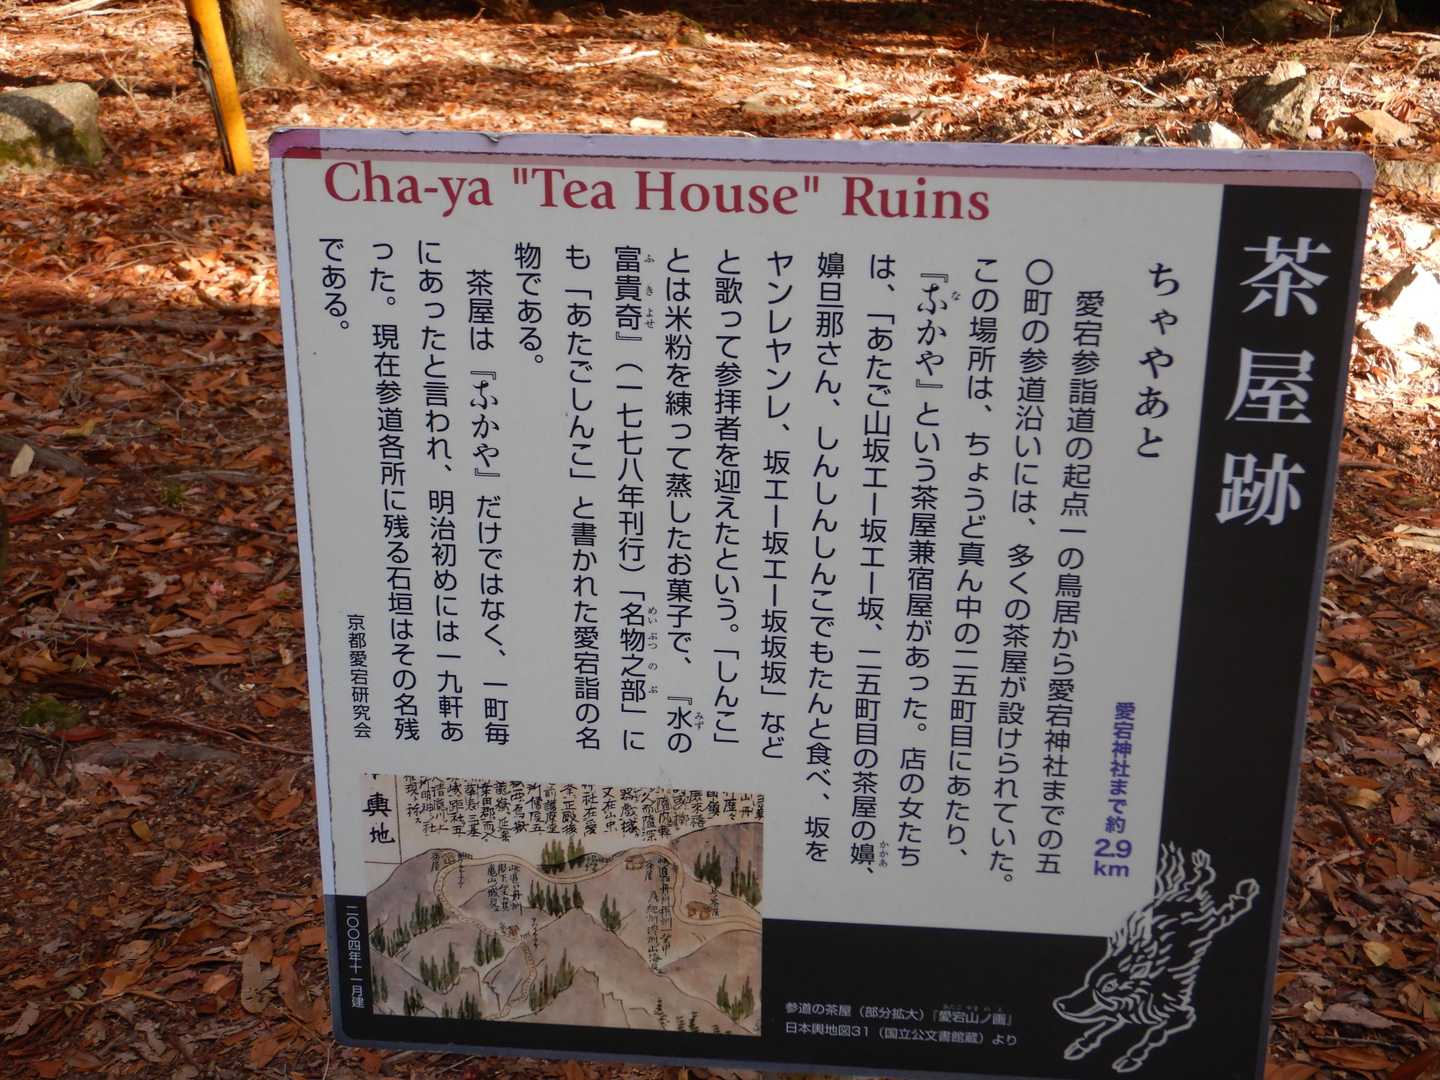 Cha-ya "Tea House" Ruins
茶屋跡
ちゃやあと
愛宕神社まで約
2.9
km
愛宕参詣道の起点一の鳥居から愛宕神社までの五
〇町の参道沿いには、多くの茶屋が設けられていた。
この場所は、ちょうど真ん中の二五町目にあたり、
『なかや』という茶屋兼宿屋があった。店の女たち
は、「あたご山坂エー坂エー坂、二五町目の茶屋の嬶、
嬶旦那さん、しんしんしんしんこでもたんと食べ、坂を
ヤンレヤンレ、坂エー坂エー坂坂坂」など
と歌って参拝者を迎えたという。「しんこ」
とは米粉を練って蒸したお菓子で、『水の
富貴奇』(一七七八年刊行)「名物之部」に
も「あたごしんこ」と書かれた愛宕詣の名
物である。
茶屋は『なかや』だけではなく、一町毎
にあったと言われ、明治初めには一九軒あ
った。現在参道各所に残る石垣はその名残
である。
京都愛宕研究会
二〇〇四年十一月建
輿地
参道の茶屋(部分拡大)『愛宕山ノ画』
日本輿地図31(国立公文書館蔵)より